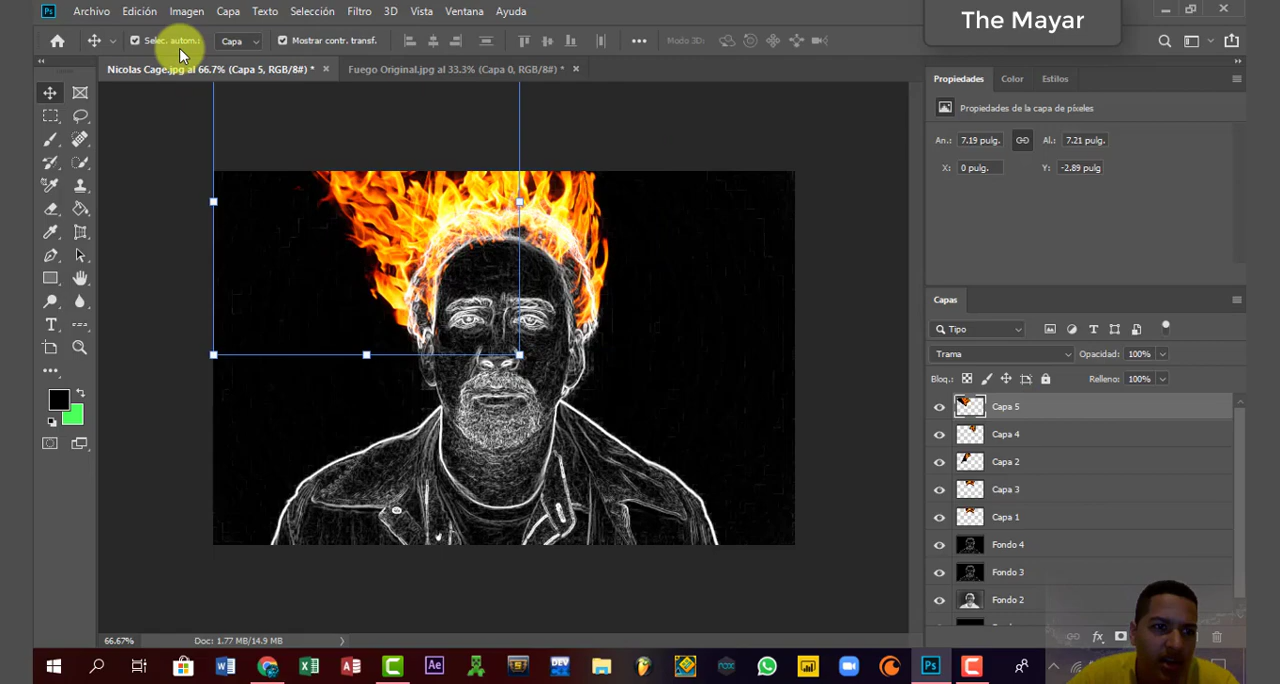 The Mayar
Ps Archivo Edición Imagen Capa Texto Selección Filtro 3D Vista Ventana Ayuda
Selec. autom.: Capa Mostrar contr. transf. ••• Modo 3D:
Nicolas Cage.jpg al 66.7% (Capa 5, RGB/8#) * × Fuego Original.jpg al 33.3% (Capa 0, RGB/8#) * ×
Propiedades Color Estilos
Propiedades de la capa de píxeles
An.: 7.19 pulg. Al.: 7.21 pulg.
X: 0 pulg. Y: -2.89 pulg
Capas
Tipo
Trama Opacidad: 100%
Bloq.: Relleno: 100%
Capa 5
Capa 4
Capa 2
Capa 3
Capa 1
Fondo 4
Fondo 3
Fondo 2
fx
66.67% Doc: 1.77 MB/14.9 MB
Ae DEV Ps